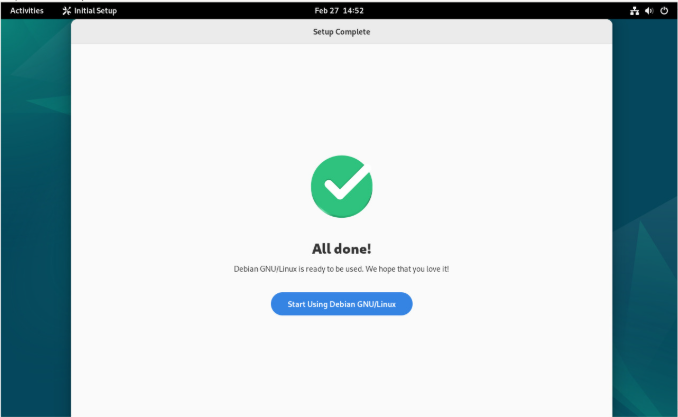 Activities
Initial Setup
Feb 27 14:52
Setup Complete
All done!
Debian GNU/Linux is ready to be used. We hope that you love it!
Start Using Debian GNU/Linux